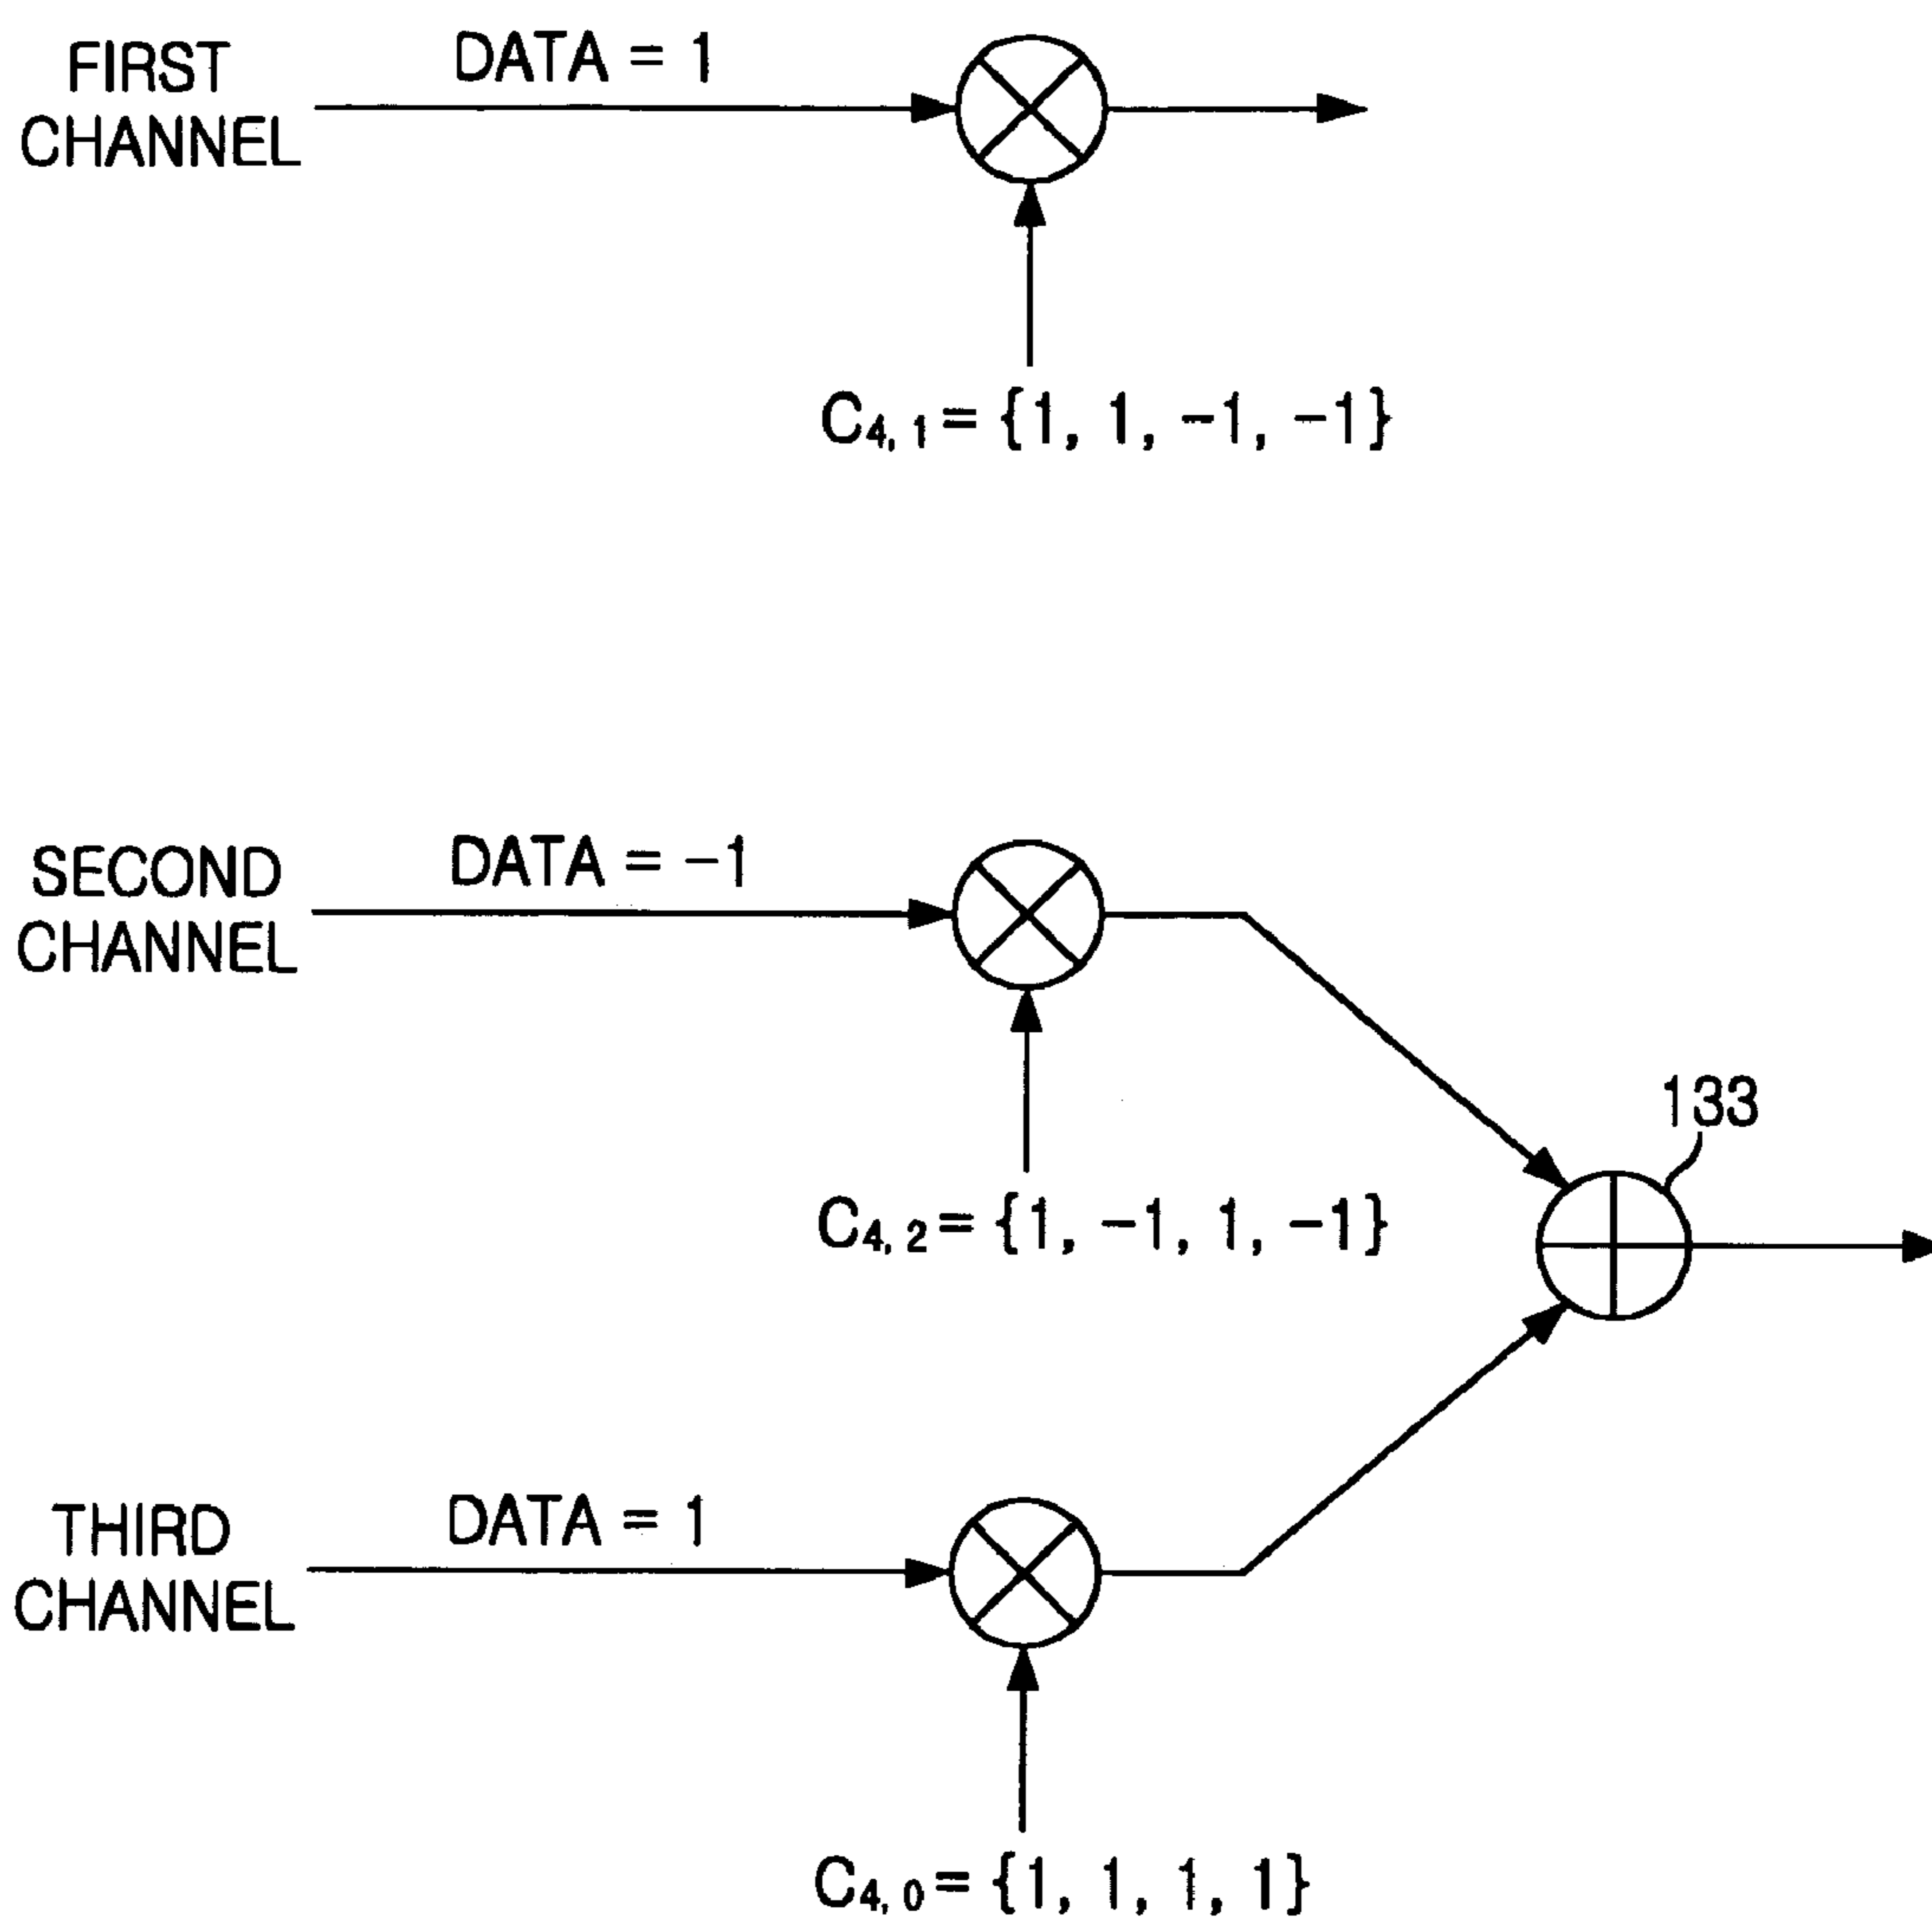 FIRST
CHANNEL
DATA = 1
C4, 1 = {1, 1, −1, −1}
SECOND
CHANNEL
DATA = −1
133
C4, 2 = {1, −1, 1, −1}
THIRD
CHANNEL
DATA = 1
C4, 0 = {1, 1, 1, 1}